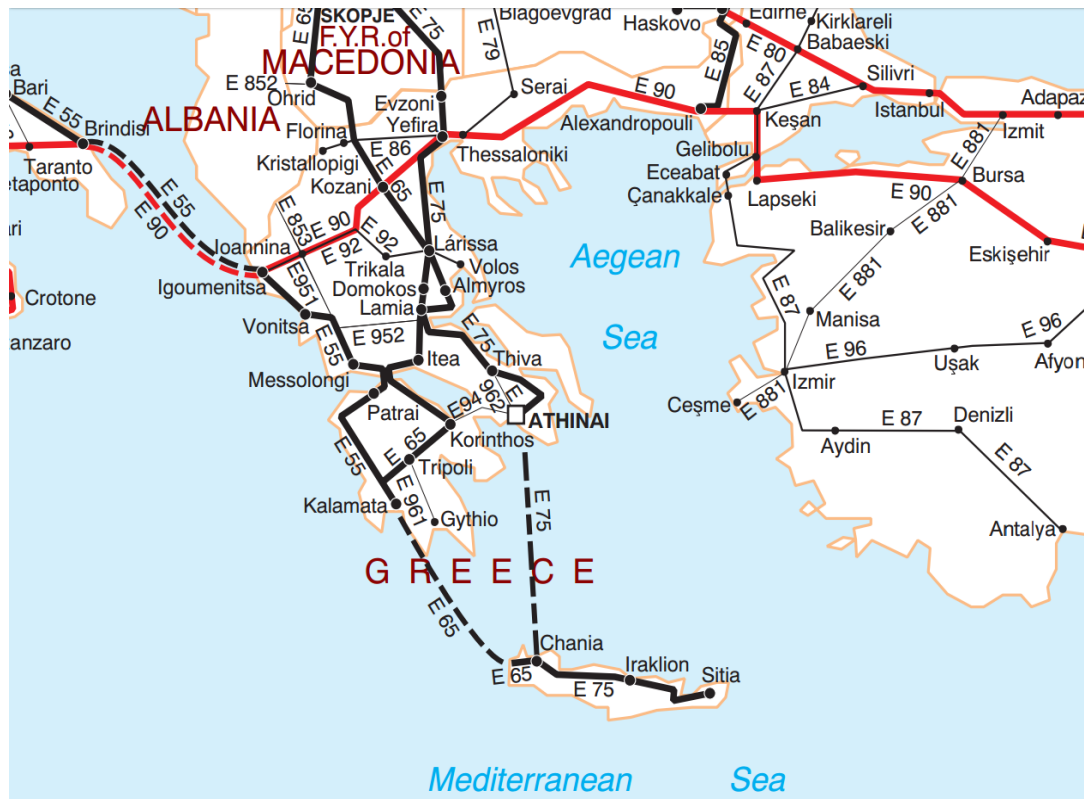 SKOPJE
E 65
E 75
F.Y.R.of
MACEDONIA
E 79
Blagoevgrad
Haskovo
Edirne
Kirklareli
Babaeski
E 80
E 85
E 87
E 84
Silivri
Istanbul
Adapaz
Izmit
E 852
Ohrid
Serai
E 90
Bari
E 55
Brindisi
ALBANIA
Evzoni
Yefira
Florina
E 86
Kristallopigi
Thessaloniki
Alexandropouli
Keşan
Gelibolu
Eceabat
Çanakkale
Lapseki
E 90
E 881
Bursa
Taranto
etaponto
Kozani
E 65
E 75
E 55
E 90
E 853
E 90
E 92
E 92
Ioannina
Igoumenitsa
E951
Lárissa
Trikala
Volos
Domokos
Almyros
Lamia
Aegean
Sea
Balikesir
E 881
Eskişehir
E 881
Manisa
E 87
Crotone
anzaro
Vonitsa
E 952
E 55
E 75
Itea
Thiva
Messolongi
E 962
E 96
Uşak
E 96
Afyon
Izmir
Ceşme
E 881
Patrai
E94
ATHINAI
Korinthos
E 87
Aydin
Denizli
E 87
E 55
E 65
Tripoli
Kalamata
E 961
Gythio
E 75
Antalya
GREECE
E 65
Chania
E 65
E 75
Iraklion
Sitia
Mediterranean Sea